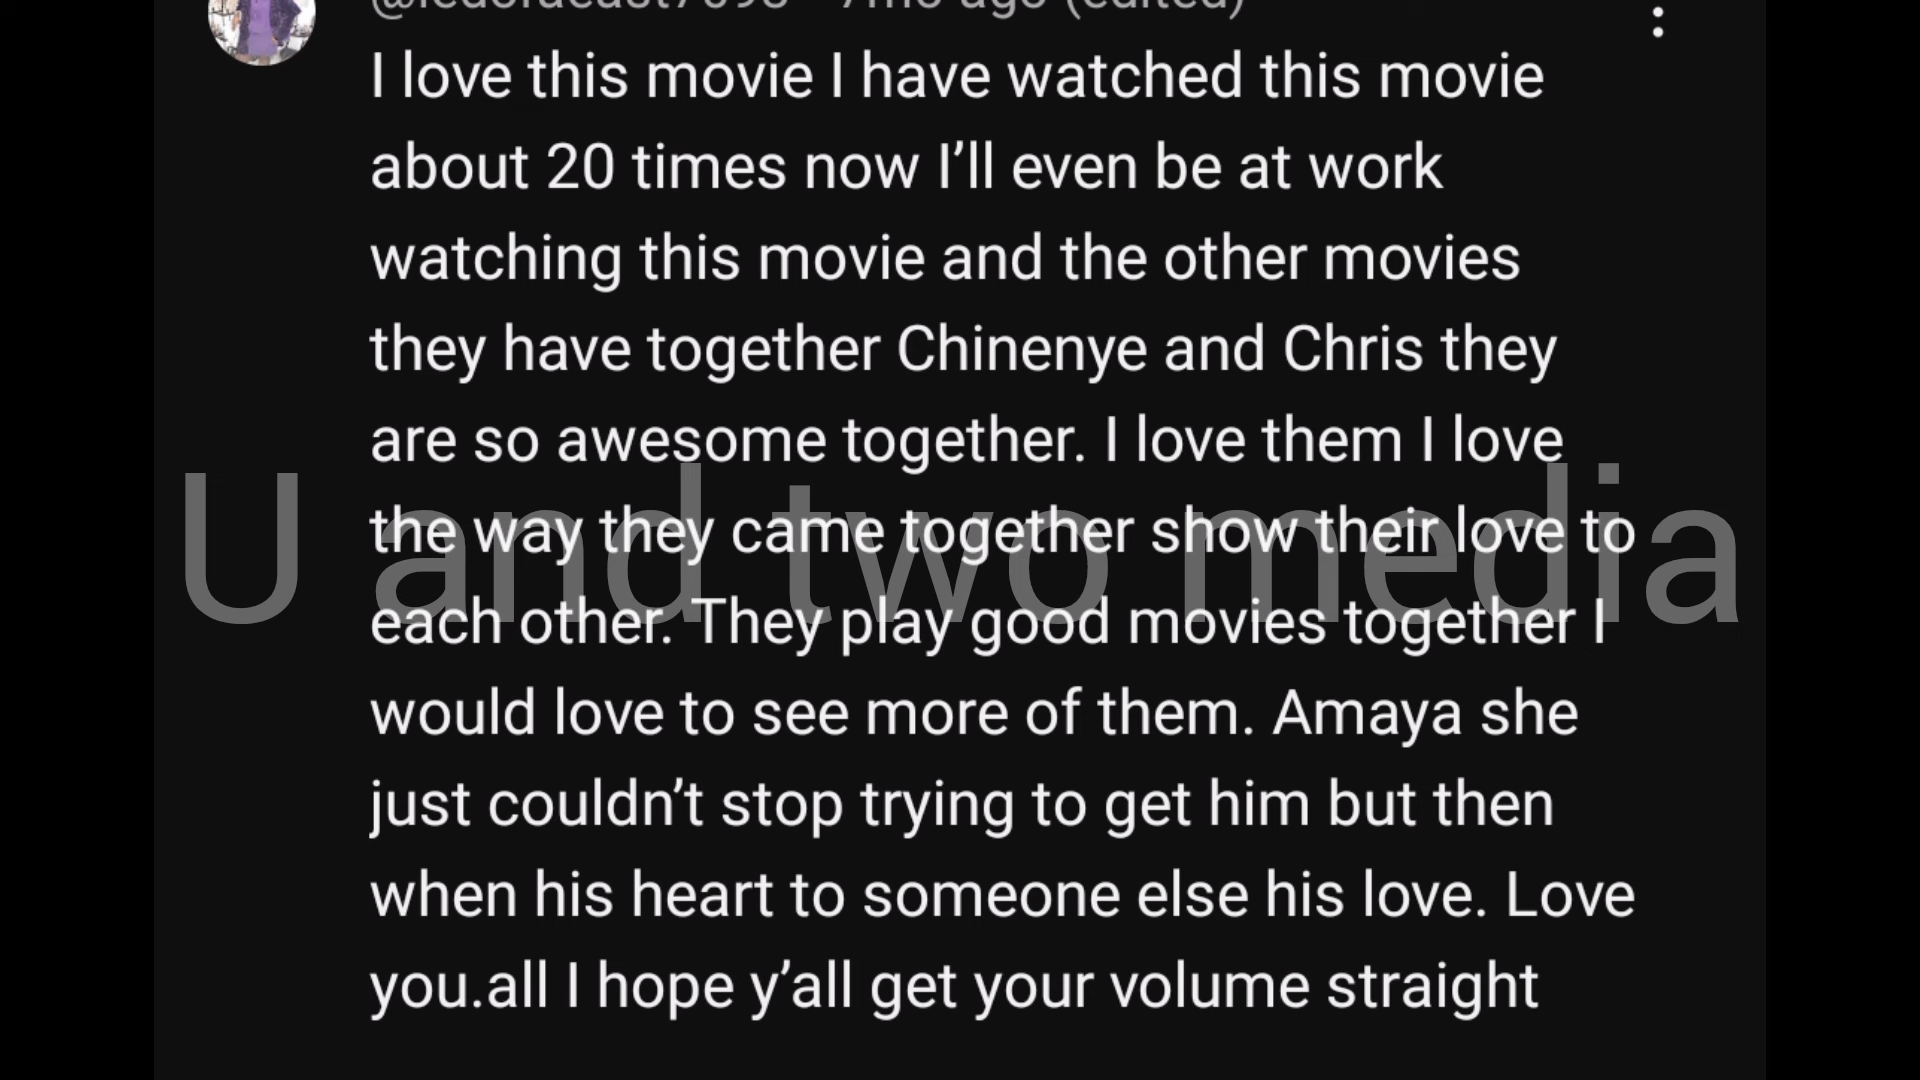 I love this movie I have watched this movie
about 20 times now I’ll even be at work
watching this movie and the other movies
they have together Chinenye and Chris they
are so awesome together. I love them I love
the way they came together show their love to
each other. They play good movies together I
would love to see more of them. Amaya she
just couldn’t stop trying to get him but then
when his heart to someone else his love. Love
you.all I hope y’all get your volume straight
U and two media